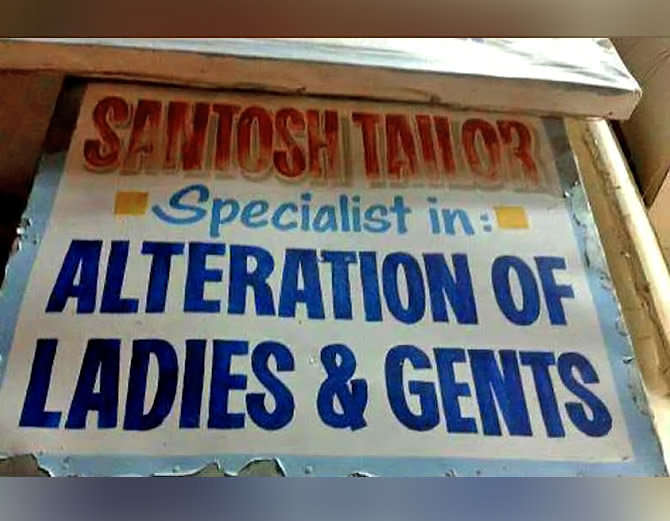 SANTOSH TAILOR
Specialist in:
ALTERATION OF
LADIES & GENTS